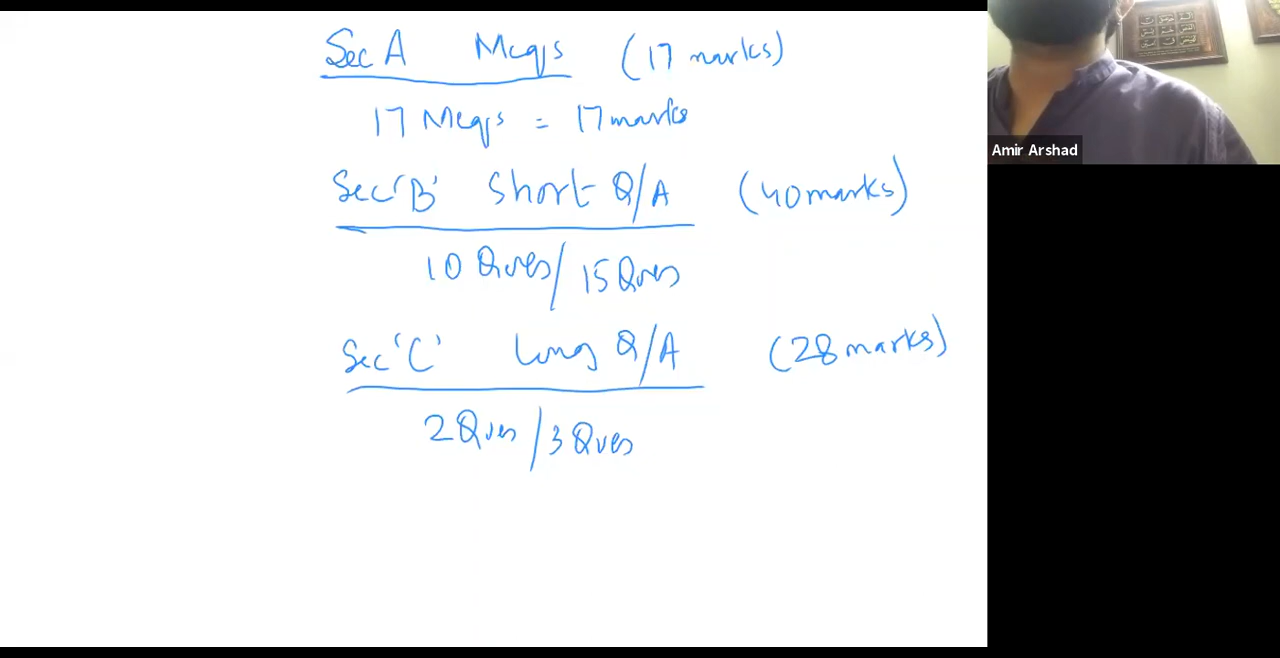 Sec A Mcqs (17 marks)
17 Mcqs = 17 marks
Sec 'B' Short Q/A (40 marks)
10 Ques / 15 Ques
Sec 'C' Long Q/A (28 marks)
2 Ques / 3 Ques
Amir Arshad